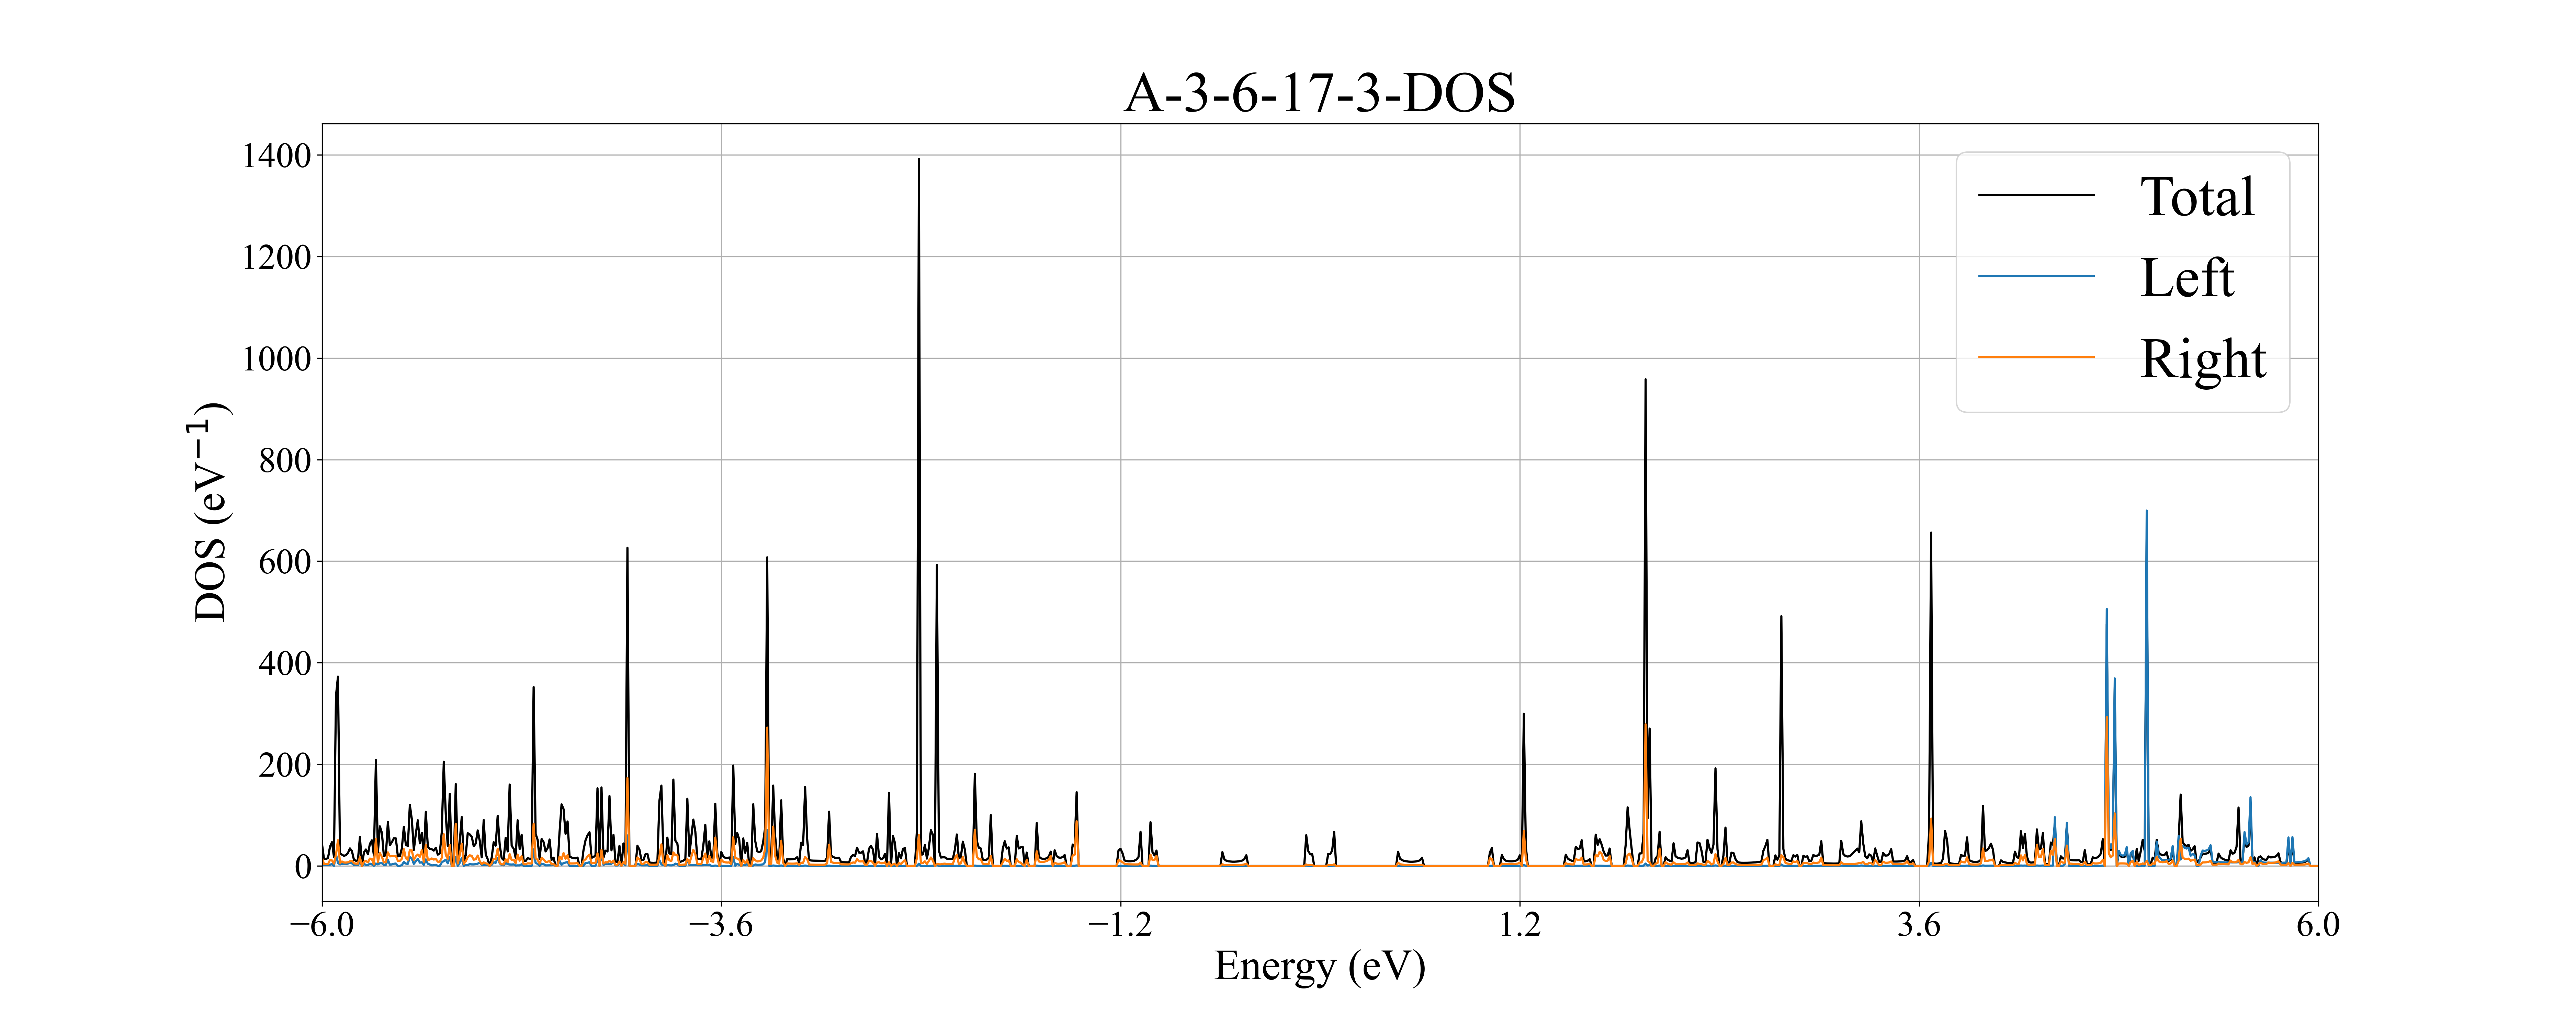 A-3-6-17-3-DOS
1400
1200
1000
800
600
400
200
0
DOS (eV⁻¹)
Total
Left
Right
−6.0 −3.6 −1.2 1.2 3.6 6.0
Energy (eV)